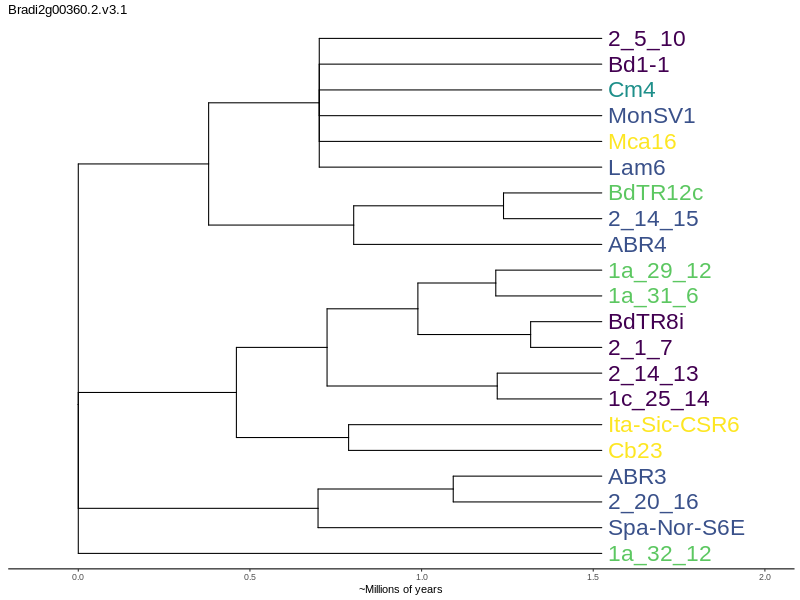 Bradi2g00360.2.v3.1
2_5_10
Bd1-1
Cm4
MonSV1
Mca16
Lam6
BdTR12c
2_14_15
ABR4
1a_29_12
1a_31_6
BdTR8i
2_1_7
2_14_13
1c_25_14
Ita-Sic-CSR6
Cb23
ABR3
2_20_16
Spa-Nor-S6E
1a_32_12
0.0 0.5 1.0 1.5 2.0
~Millions of years